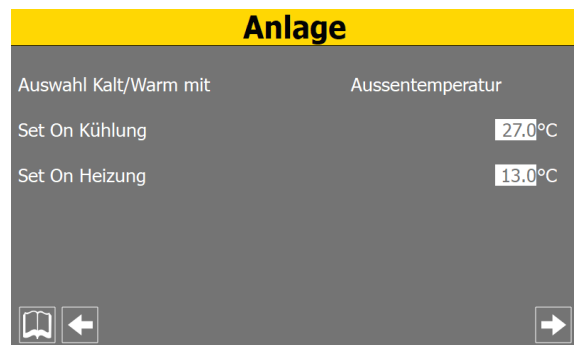 Anlage
Auswahl Kalt/Warm mit Aussentemperatur
Set On Kühlung 27.0°C
Set On Heizung 13.0°C